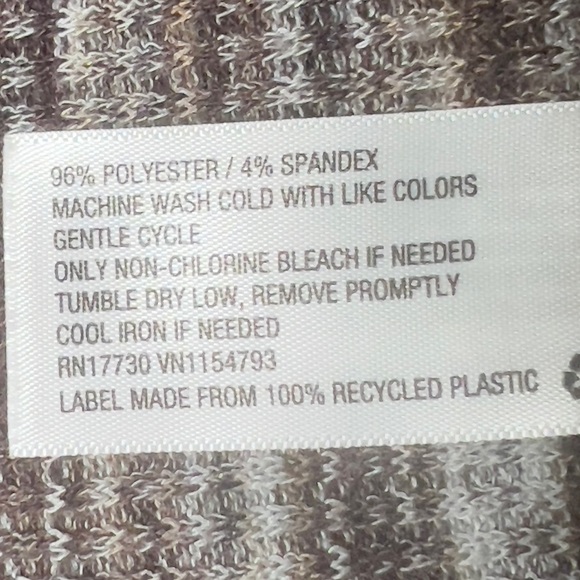 96% POLYESTER / 4% SPANDEX
MACHINE WASH COLD WITH LIKE COLORS
GENTLE CYCLE
ONLY NON-CHLORINE BLEACH IF NEEDED
TUMBLE DRY LOW, REMOVE PROMPTLY
COOL IRON IF NEEDED
RN17730 VN1154793
LABEL MADE FROM 100% RECYCLED PLASTIC